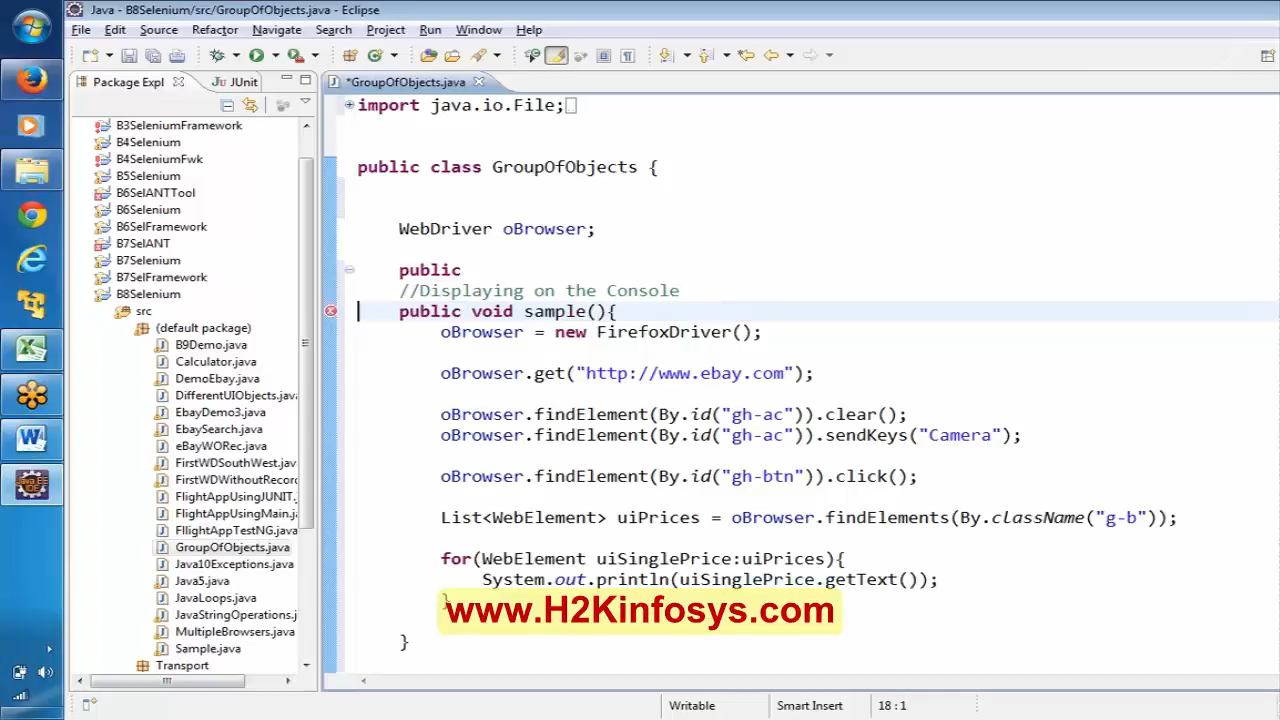 Java - B8Selenium/src/GroupOfObjects.java - Eclipse
File Edit Source Refactor Navigate Search Project Run Window Help
Package Expl JUnit
*GroupOfObjects.java
B3SeleniumFramework
B4Selenium
B4SeleniumFwk
B5Selenium
B6SelANTTool
B6Selenium
B6SelFramework
B7SelANT
B7Selenium
B7SelFramework
B8Selenium
src
(default package)
B9Demo.java
Calculator.java
DemoEbay.java
DifferentUIObjects.java
EbayDemo3.java
EbaySearch.java
eBayWORec.java
FirstWDSouthWest.jav
FirstWDWithoutRecor
FlightAppUsingJUNIT.
FlightAppUsingMain.j
FlightAppTestNG.java
GroupOfObjects.java
Java10Exceptions.java
Java5.java
JavaLoops.java
JavaStringOperations.j
MultipleBrowsers.java
Sample.java
Transport
import java.io.File;
public class GroupOfObjects {
WebDriver oBrowser;
public
//Displaying on the Console
public void sample(){
oBrowser = new FirefoxDriver();
oBrowser.get("http://www.ebay.com");
oBrowser.findElement(By.id("gh-ac")).clear();
oBrowser.findElement(By.id("gh-ac")).sendKeys("Camera");
oBrowser.findElement(By.id("gh-btn")).click();
List<WebElement> uiPrices = oBrowser.findElements(By.className("g-b"));
for(WebElement uiSinglePrice:uiPrices){
System.out.println(uiSinglePrice.getText());
}
www.H2Kinfosys.com
}
Writable Smart Insert 18 : 1
Java EE
IDE